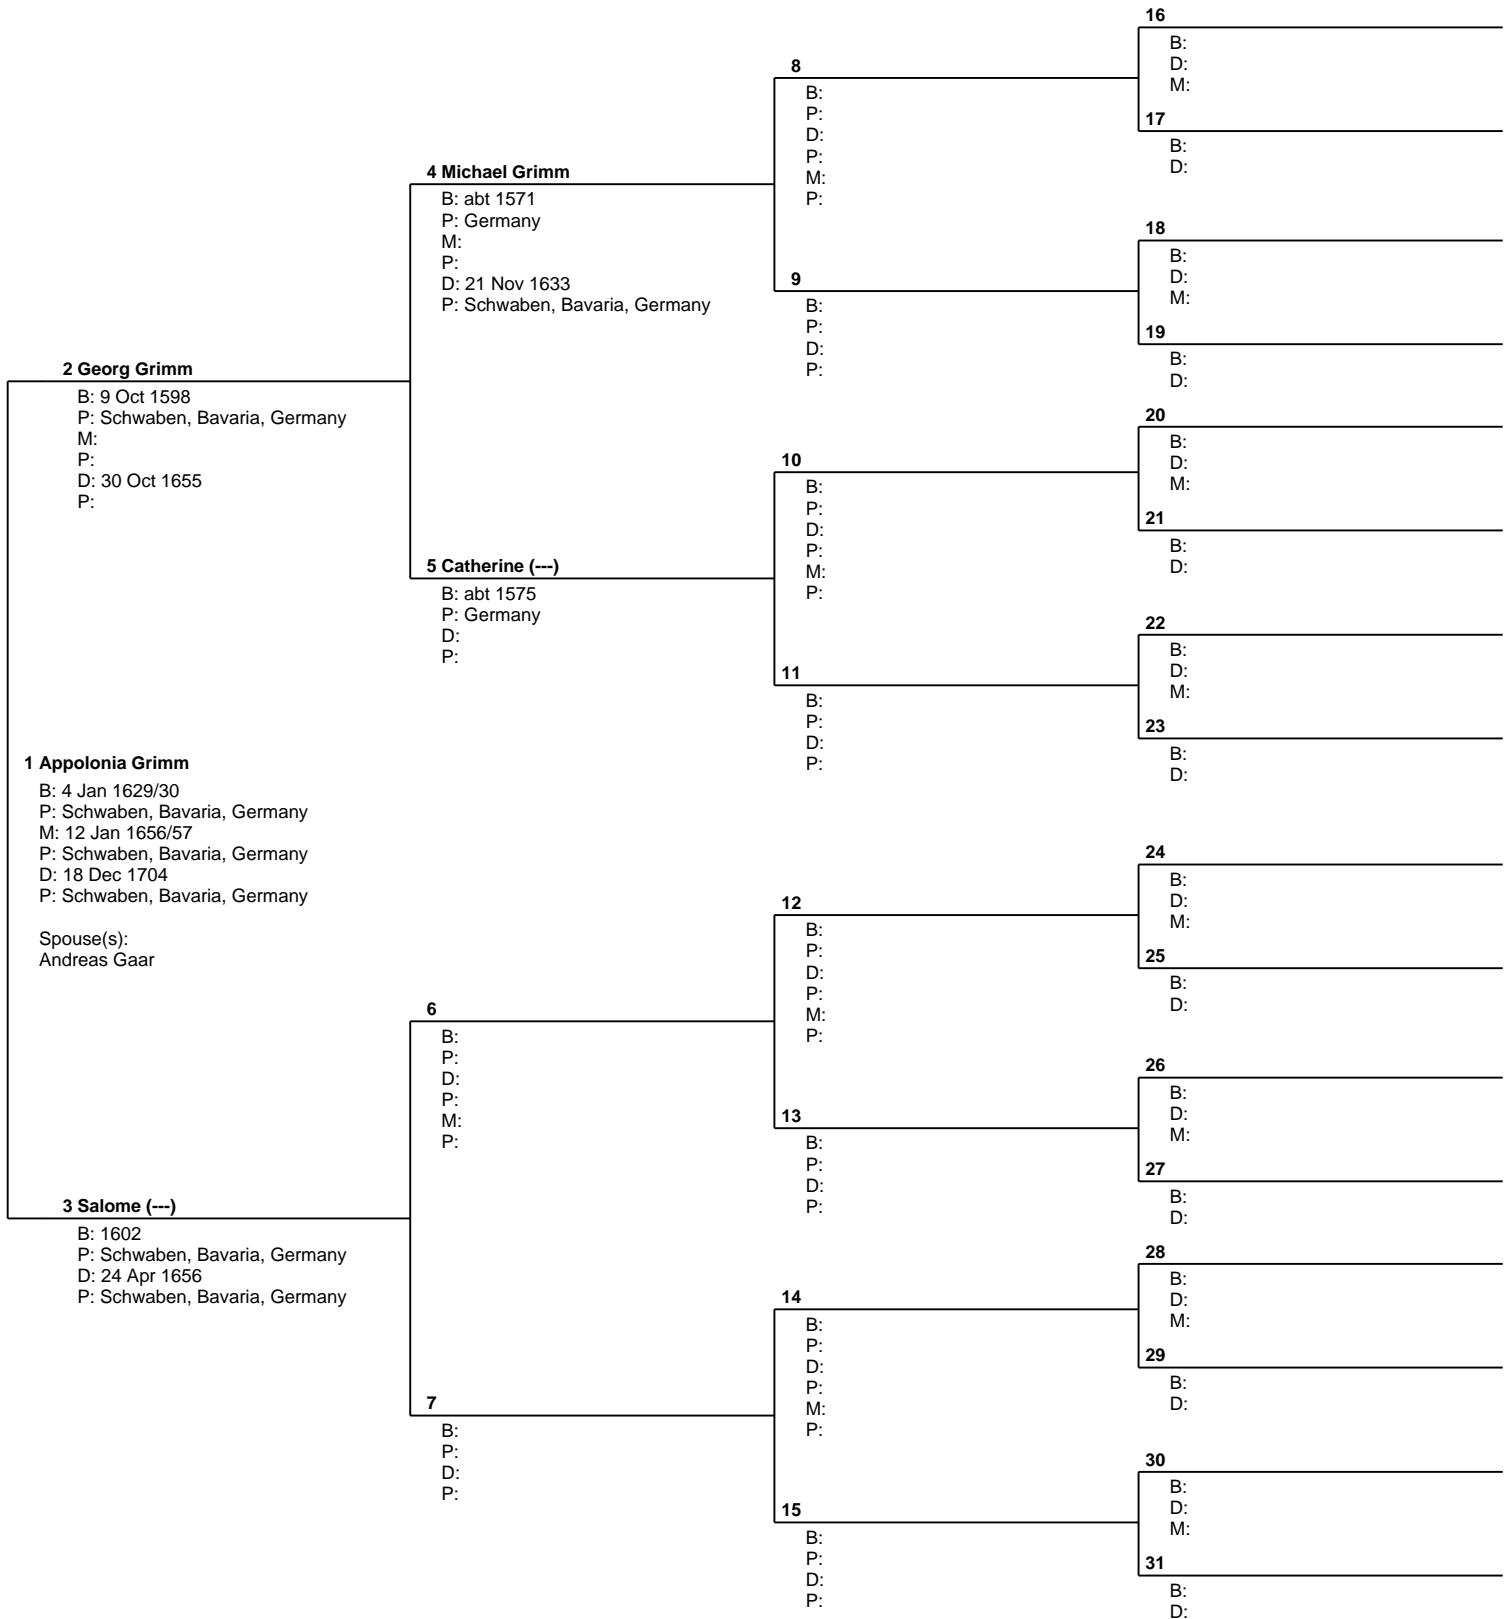 1 Appolonia Grimm
B: 4 Jan 1629/30
P: Schwaben, Bavaria, Germany
M: 12 Jan 1656/57
P: Schwaben, Bavaria, Germany
D: 18 Dec 1704
P: Schwaben, Bavaria, Germany
Spouse(s):
Andreas Gaar
2 Georg Grimm
B: 9 Oct 1598
P: Schwaben, Bavaria, Germany
M:
P:
D: 30 Oct 1655
P:
3 Salome (---)
B: 1602
P: Schwaben, Bavaria, Germany
D: 24 Apr 1656
P: Schwaben, Bavaria, Germany
4 Michael Grimm
B: abt 1571
P: Germany
M:
P:
D: 21 Nov 1633
P: Schwaben, Bavaria, Germany
5 Catherine (---)
B: abt 1575
P: Germany
D:
P:
6
B:
P:
D:
P:
M:
P:
7
B:
P:
D:
P:
8
B:
P:
D:
P:
M:
P:
9
B:
P:
D:
P:
10
B:
P:
D:
P:
M:
P:
11
B:
P:
D:
P:
12
B:
P:
D:
P:
M:
P:
13
B:
P:
D:
P:
14
B:
P:
D:
P:
M:
P:
15
B:
P:
D:
P:
16
B:
D:
M:
17
B:
D:
18
B:
D:
M:
19
B:
D:
20
B:
D:
M:
21
B:
D:
22
B:
D:
M:
23
B:
D:
24
B:
D:
M:
25
B:
D:
26
B:
D:
M:
27
B:
D:
28
B:
D:
M:
29
B:
D:
30
B:
D:
M:
31
B:
D: